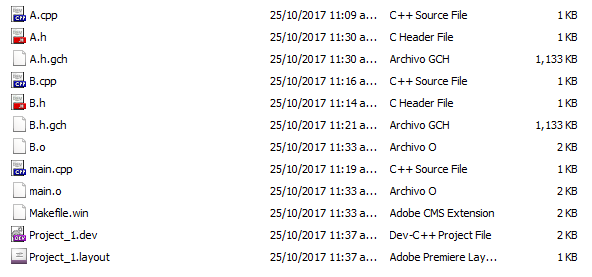 A.cpp 25/10/2017 11:09 a... C++ Source File 1 KB
A.h 25/10/2017 11:30 a... C Header File 1 KB
A.h.gch 25/10/2017 11:30 a... Archivo GCH 1,133 KB
B.cpp 25/10/2017 11:16 a... C++ Source File 1 KB
B.h 25/10/2017 11:14 a... C Header File 1 KB
B.h.gch 25/10/2017 11:21 a... Archivo GCH 1,133 KB
B.o 25/10/2017 11:33 a... Archivo O 2 KB
main.cpp 25/10/2017 11:19 a... C++ Source File 1 KB
main.o 25/10/2017 11:33 a... Archivo O 2 KB
Makefile.win 25/10/2017 11:37 a... Adobe CMS Extension 2 KB
Project_1.dev 25/10/2017 11:37 a... Dev-C++ Project File 2 KB
Project_1.layout 25/10/2017 11:37 a... Adobe Premiere Lay... 1 KB